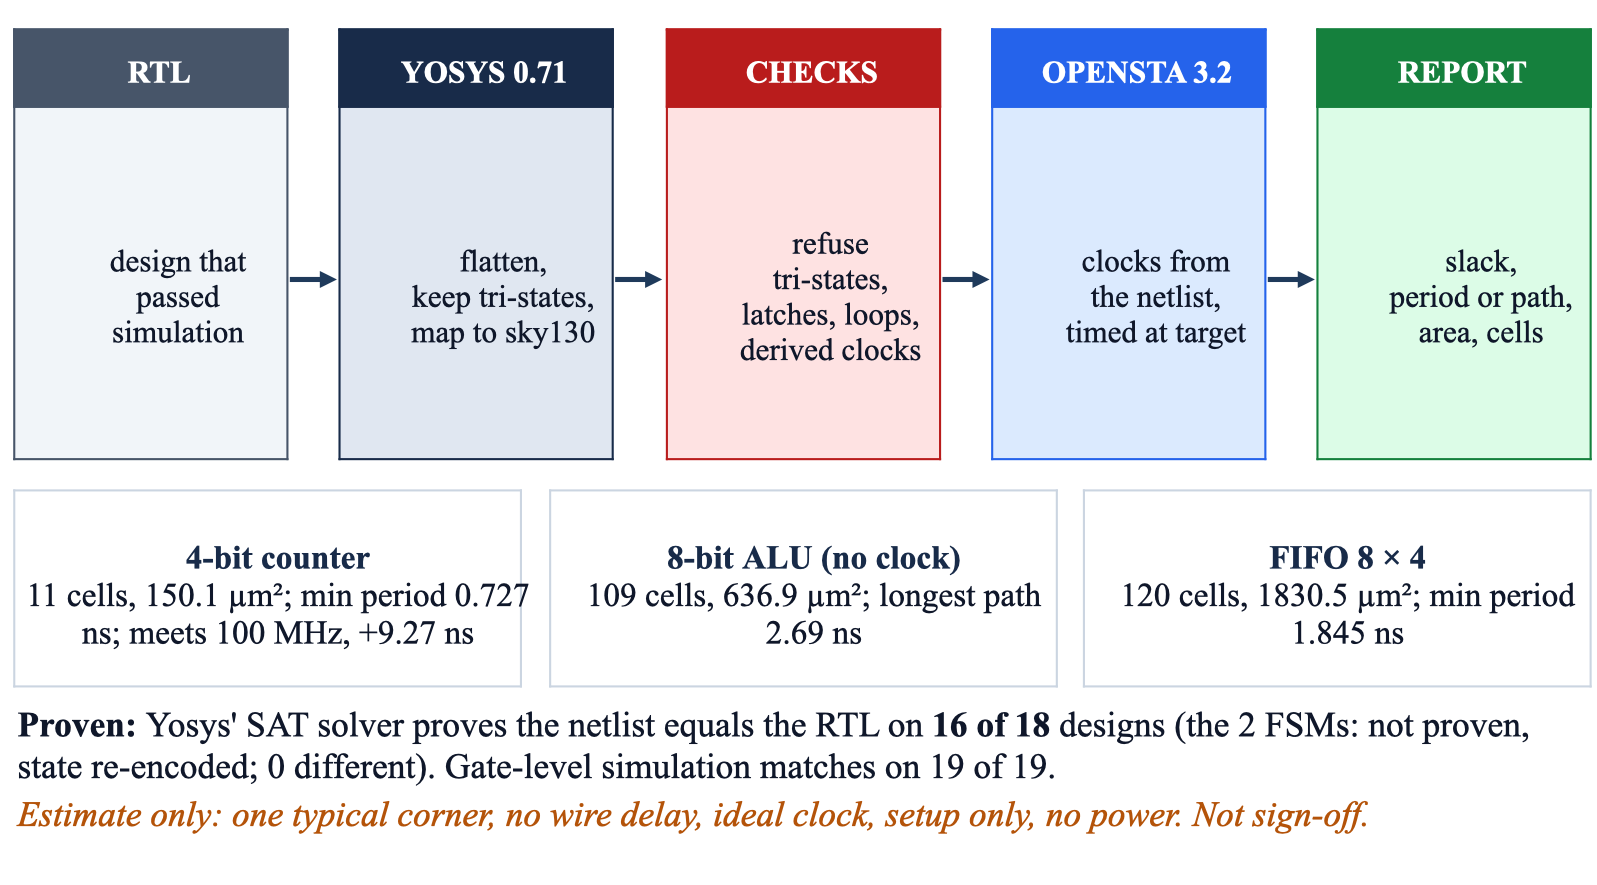 RTL
design that
passed
simulation
YOSYS 0.71
flatten,
keep tri-states,
map to sky130
CHECKS
refuse
tri-states,
latches, loops,
derived clocks
OPENSTA 3.2
clocks from
the netlist,
timed at target
REPORT
slack,
period or path,
area, cells
4-bit counter
11 cells, 150.1 µm²; min period 0.727
ns; meets 100 MHz, +9.27 ns
8-bit ALU (no clock)
109 cells, 636.9 µm²; longest path
2.69 ns
FIFO 8 × 4
120 cells, 1830.5 µm²; min period
1.845 ns
Proven: Yosys' SAT solver proves the netlist equals the RTL on 16 of 18 designs (the 2 FSMs: not proven,
state re-encoded; 0 different). Gate-level simulation matches on 19 of 19.
Estimate only: one typical corner, no wire delay, ideal clock, setup only, no power. Not sign-off.